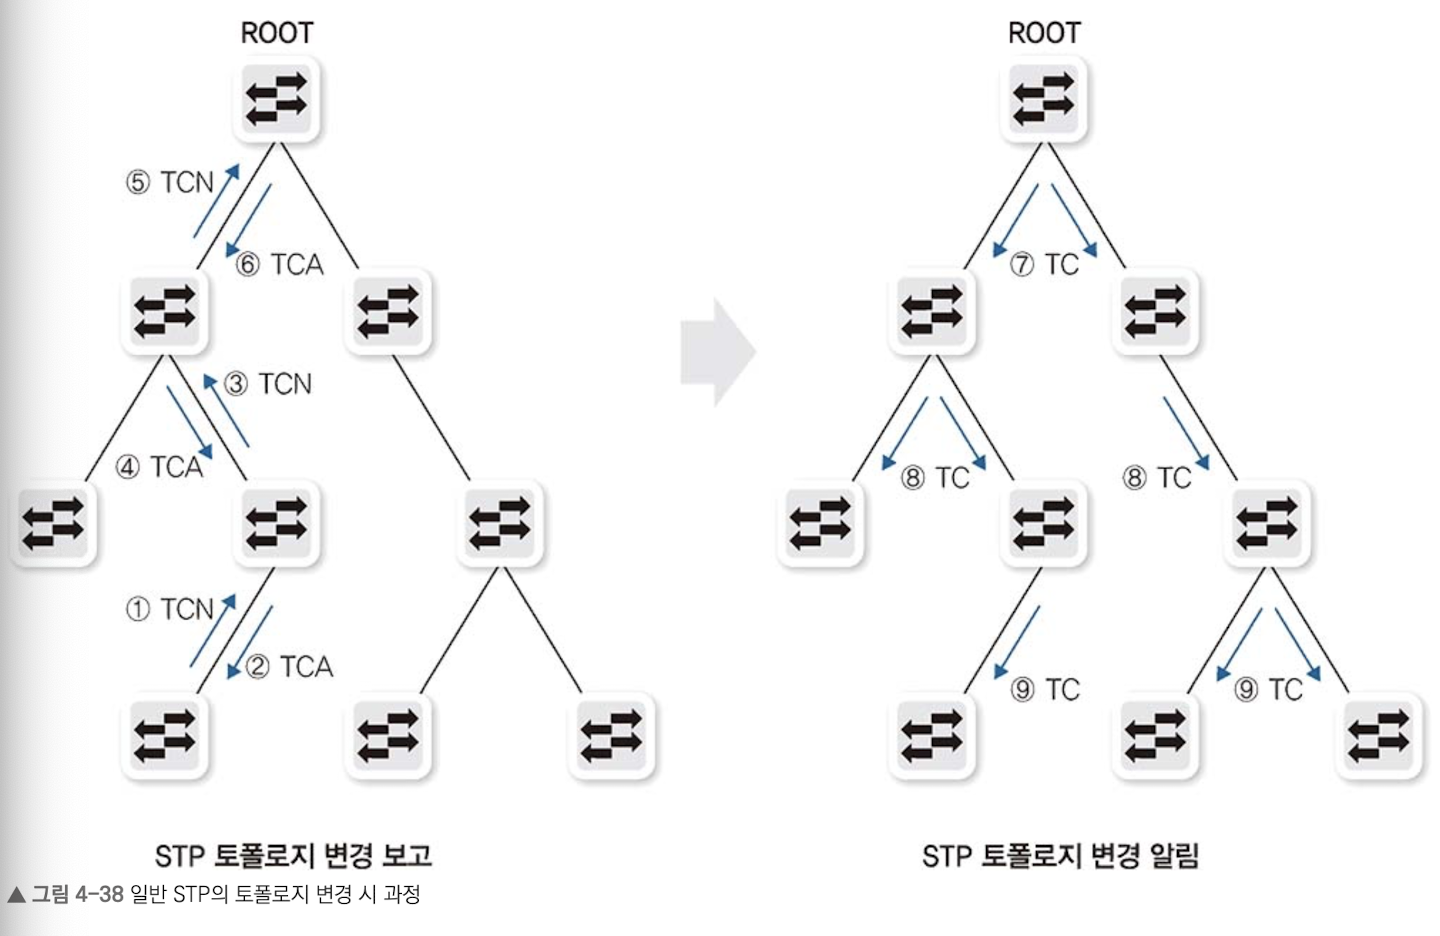 ROOT
⑤ TCN
⑥ TCA
③ TCN
④ TCA
① TCN
② TCA
STP 토폴로지 변경 보고
ROOT
⑦ TC
⑧ TC
⑧ TC
⑨ TC
⑨ TC
STP 토폴로지 변경 알림
▲ 그림 4-38 일반 STP의 토폴로지 변경 시 과정